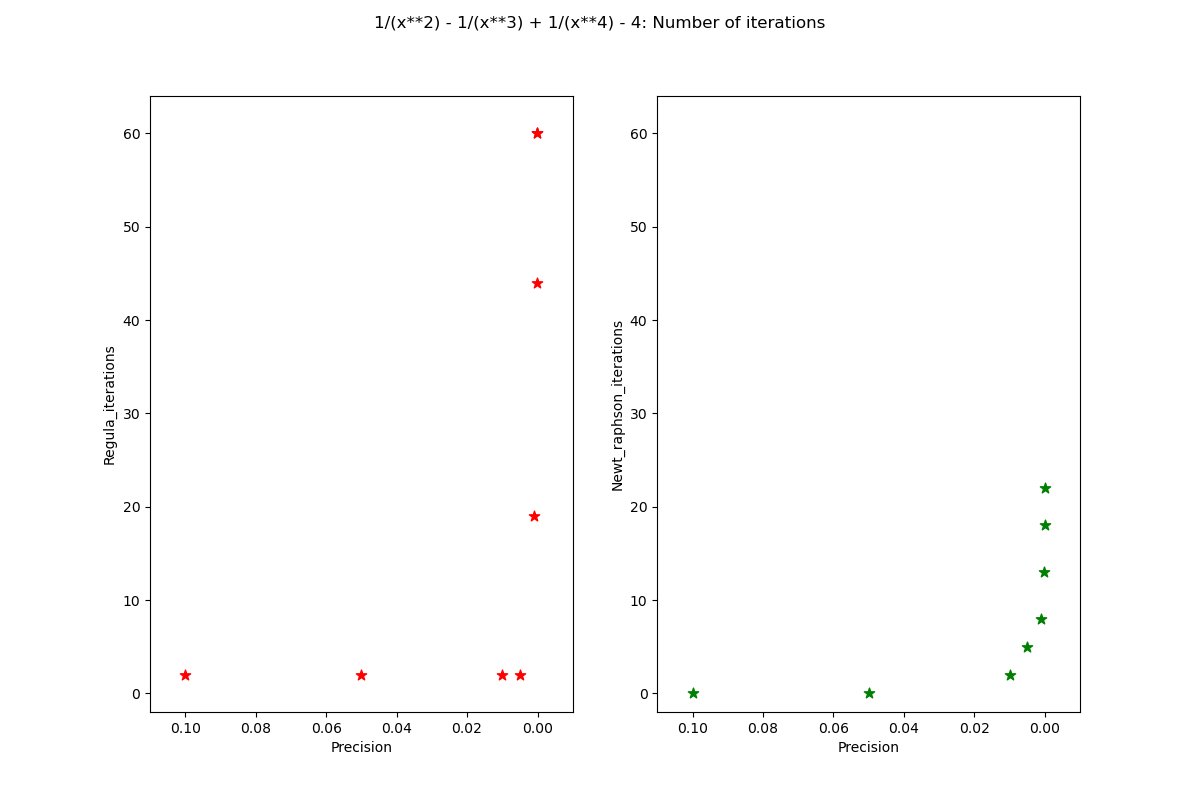 1/(x**2) - 1/(x**3) + 1/(x**4) - 4: Number of iterations
Regula_iterations
60
50
40
30
20
10
0
0.10 0.08 0.06 0.04 0.02 0.00
Precision
Newt_raphson_iterations
60
50
40
30
20
10
0
0.10 0.08 0.06 0.04 0.02 0.00
Precision